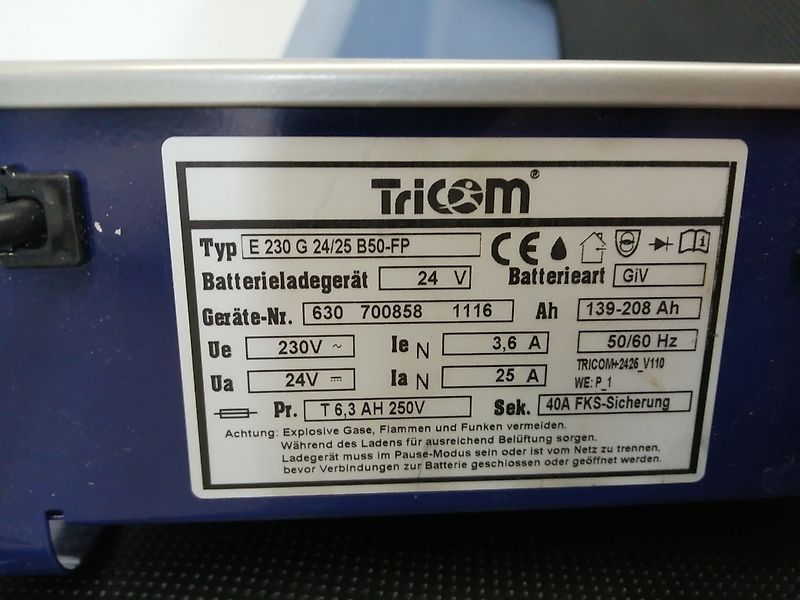 TriCOM®
Typ E 230 G 24/25 B50-FP CE 1
Batterieladegerät 24 V Batterieart GiV
Geräte-Nr. 630 700858 1116 Ah 139-208 Ah
Ue 230V ~ Ie N 3,6 A 50/60 Hz
Ua 24V ⎓ Ia N 25 A TRICOM+2426_V110
WE: P_1
Pr. T 6,3 AH 250V Sek. 40A FKS-Sicherung
Achtung: Explosive Gase, Flammen und Funken vermeiden.
Während des Ladens für ausreichend Belüftung sorgen.
Ladegerät muss im Pause-Modus sein oder ist vom Netz zu trennen,
bevor Verbindungen zur Batterie geschlossen oder geöffnet werden.